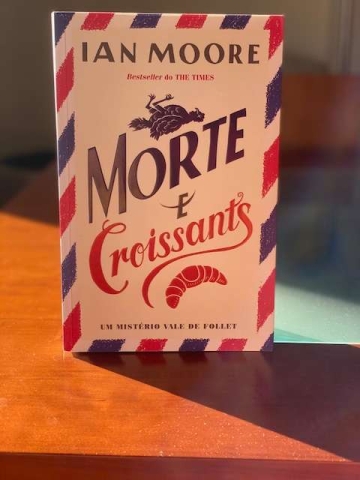 IAN MOORE
Bestseller do THE TIMES
MORTE
E
Croissants
UM MISTÉRIO VALE DE FOLLET